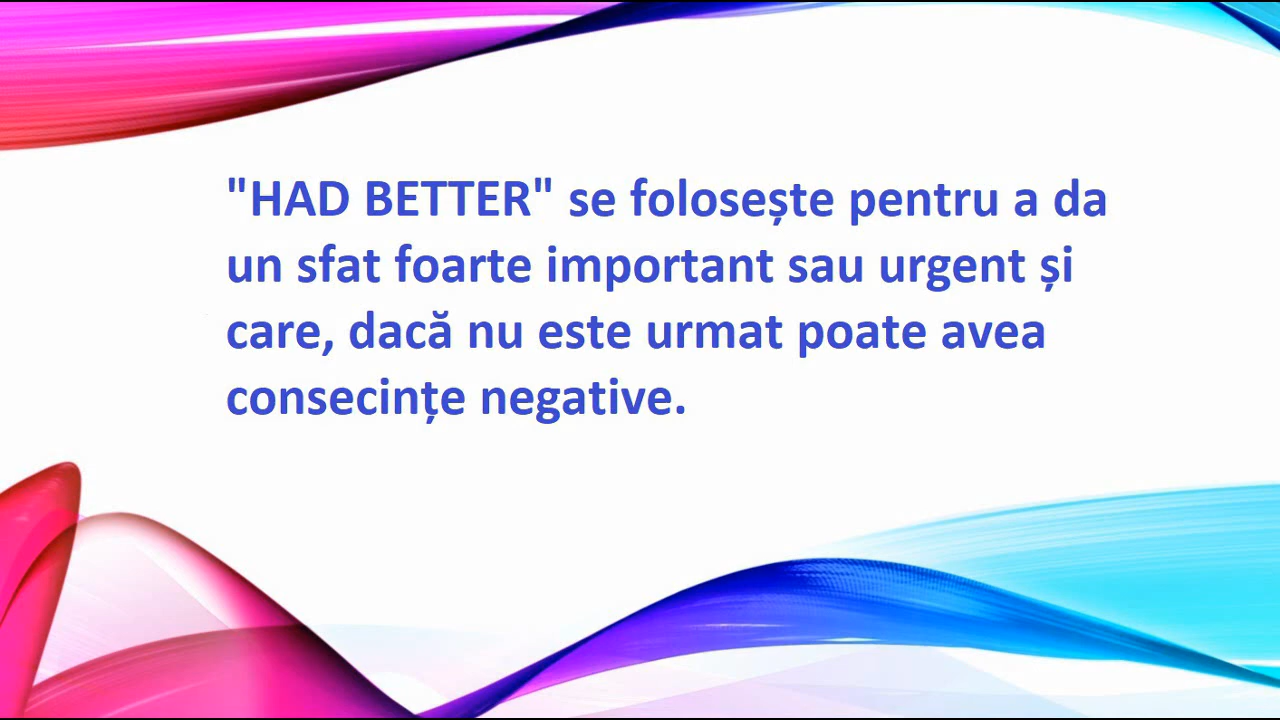 "HAD BETTER" se folosește pentru a da
un sfat foarte important sau urgent și
care, dacă nu este urmat poate avea
consecințe negative.